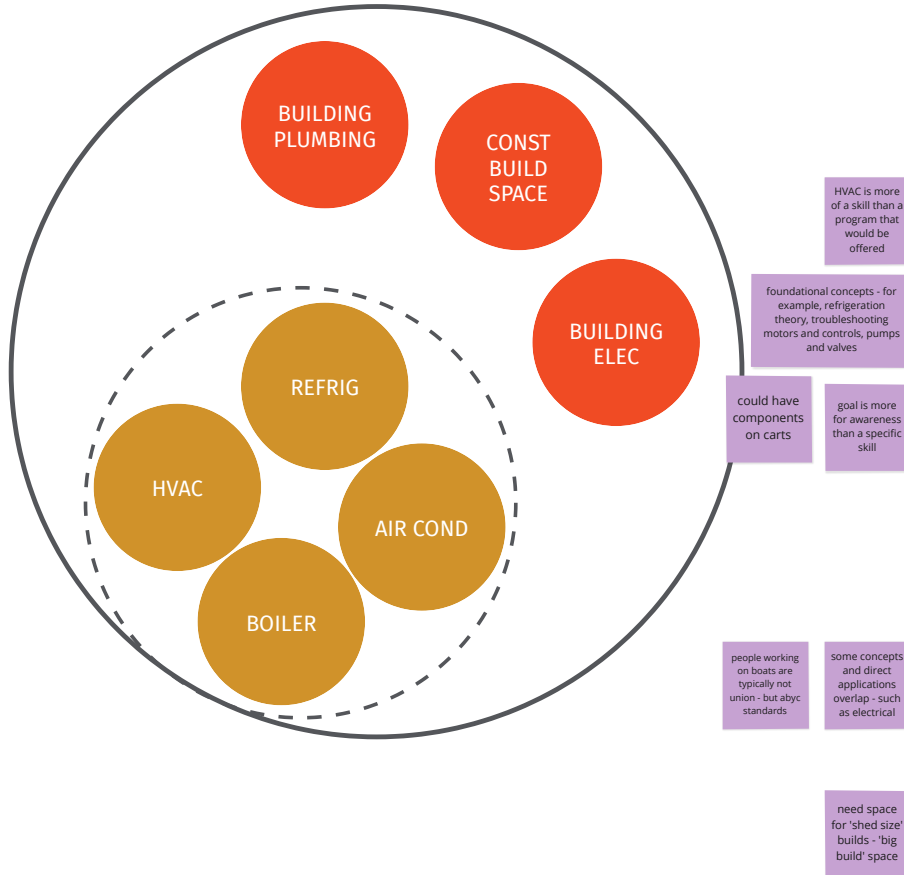 BUILDING
PLUMBING
CONST
BUILD
SPACE
BUILDING
ELEC
REFRIG
HVAC
AIR COND
BOILER
HVAC is more
of a skill than a
program that
would be
offered
foundational concepts - for
example, refrigeration
theory, troubleshooting
motors and controls, pumps
and valves
could have
components
on carts
goal is more
for awareness
than a specific
skill
people working
on boats are
typically not
union - but abyc
standards
some concepts
and direct
applications
overlap - such
as electrical
need space
for 'shed size'
builds - 'big
build' space